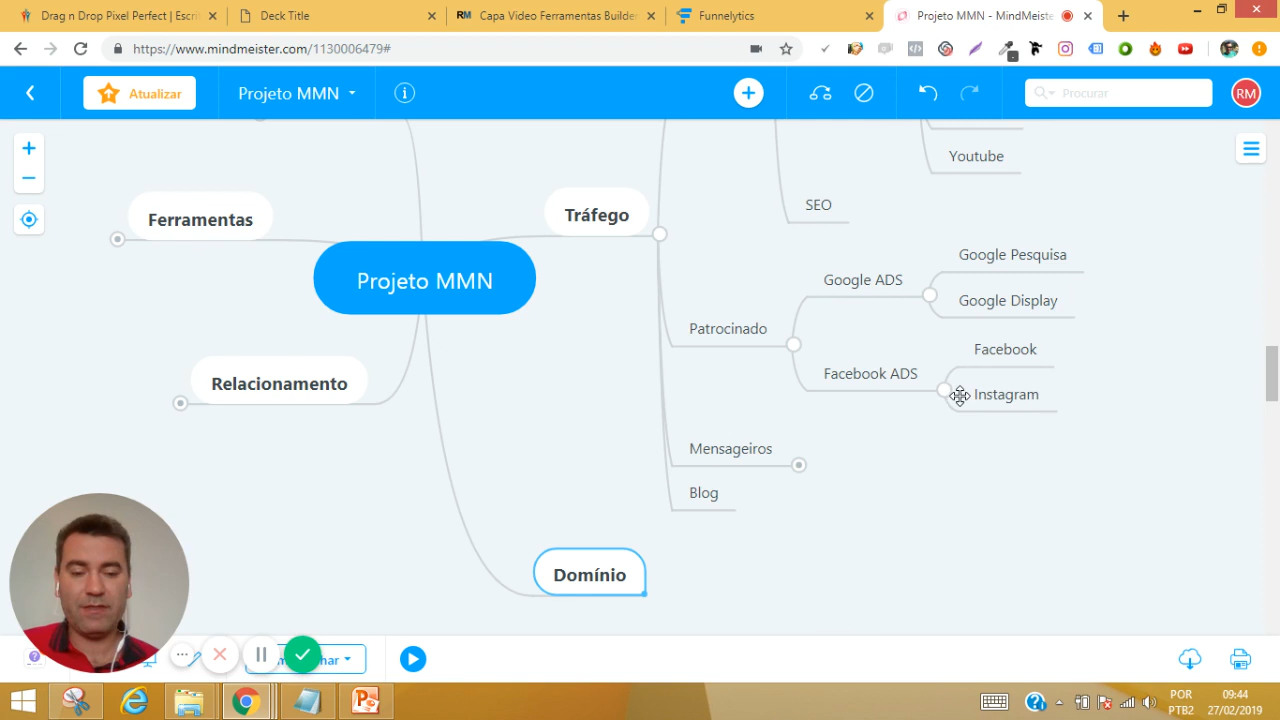 Drag n Drop Pixel Perfect | Escri
Deck Title
RM Capa Video Ferramentas Builde
Funnelytics
Projeto MMN - MindMeiste
https://www.mindmeister.com/1130006479#
Atualizar
Projeto MMN
Procurar
RM
Youtube
SEO
Ferramentas
Tráfego
Google Pesquisa
Google ADS
Projeto MMN
Google Display
Patrocinado
Facebook
Facebook ADS
Relacionamento
Instagram
Mensageiros
Blog
Domínio
har
POR
PTB2
09:44
27/02/2019